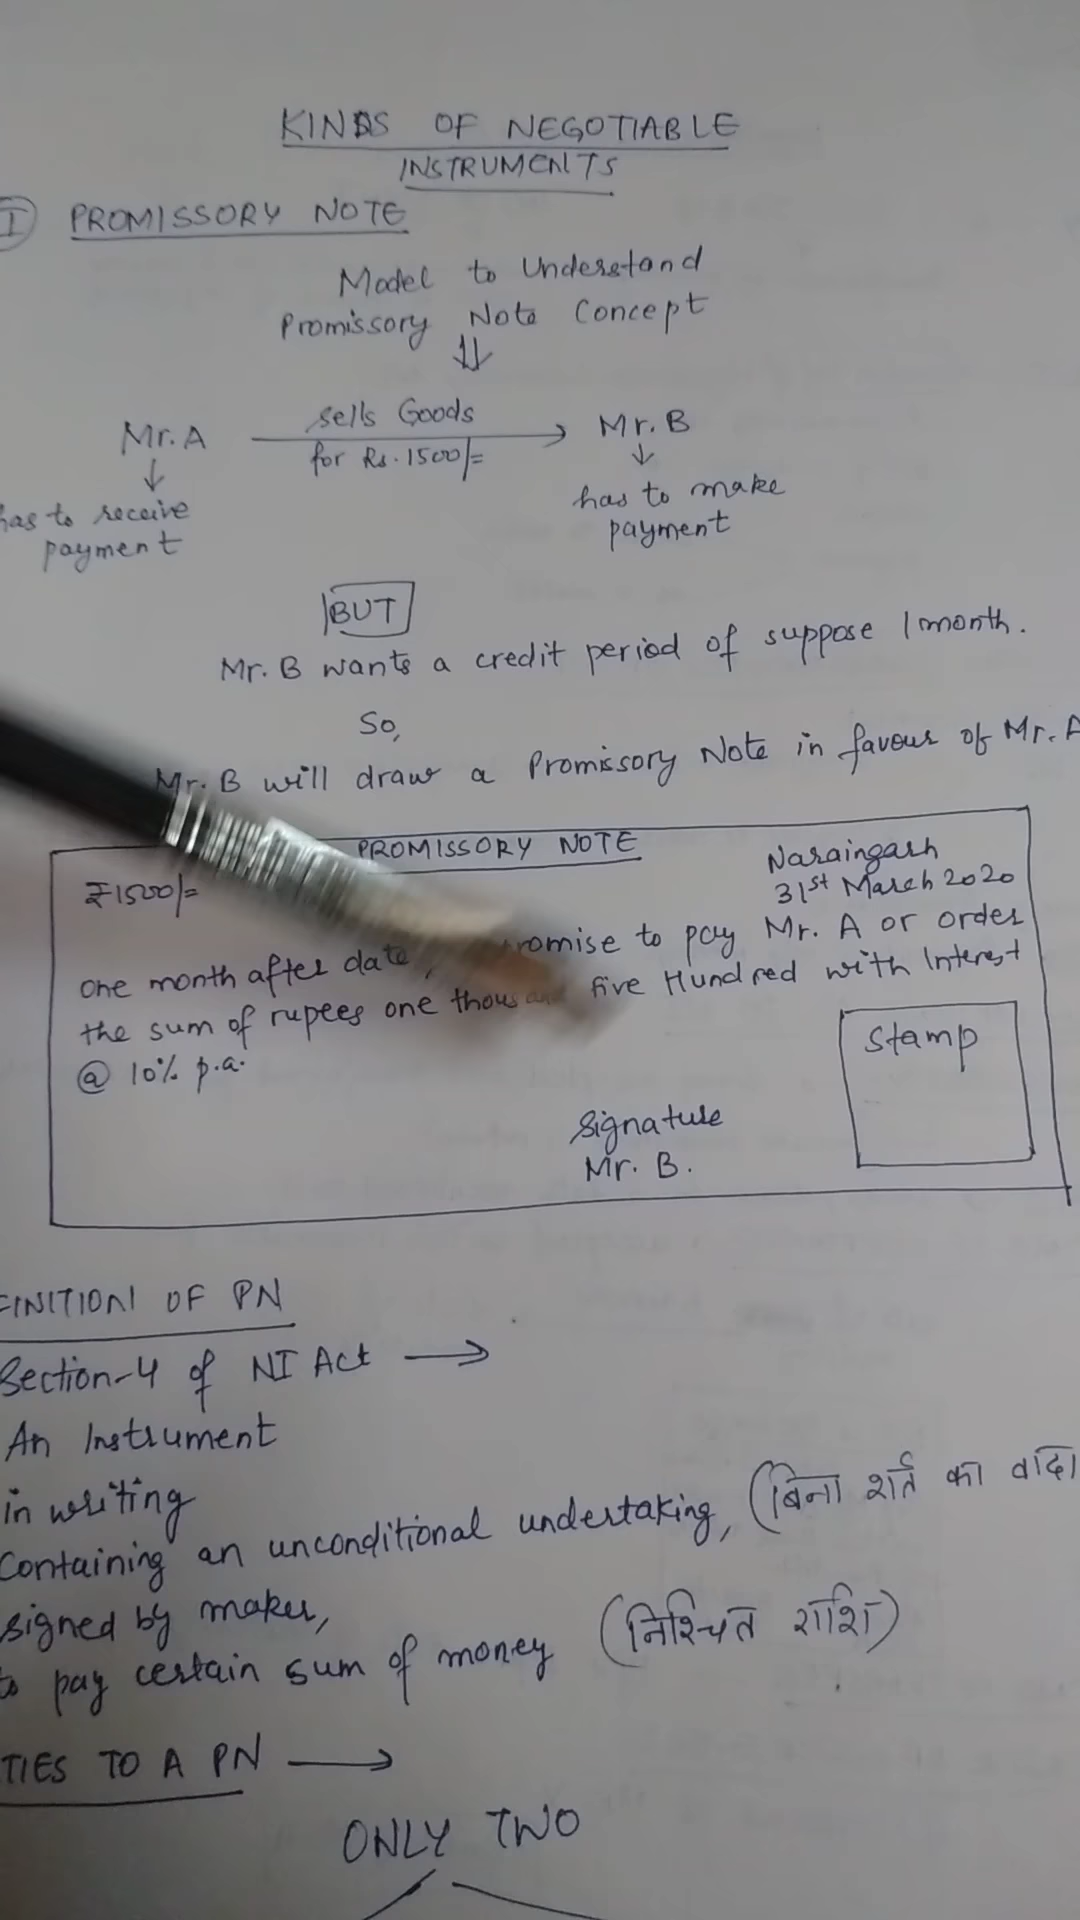 KINDS OF NEGOTIABLE
INSTRUMENTS
I PROMISSORY NOTE
Model to Understand
Promissory Note Concept
Mr. A sells Goods Mr. B
for Rs. 1500/=
has to receive
payment
has to make
payment
BUT
Mr. B wants a credit period of suppose 1 month.
So,
Mr. B will draw a Promissory Note in favour of Mr. A
PROMISSORY NOTE
₹1500/=
Naraingarh
31st March 2020
one month after date, promise to pay Mr. A or order
the sum of rupees one thousand five Hundred with Interest
@ 10% p.a.
Stamp
Signature
Mr. B.
FINITION OF PN
Section-4 of NI Act
An Instrument
in writing
Containing an unconditional undertaking, (बिना शर्त का वादा
signed by maker,
to pay certain sum of money (निश्चित राशि)
TIES TO A PN
ONLY TWO